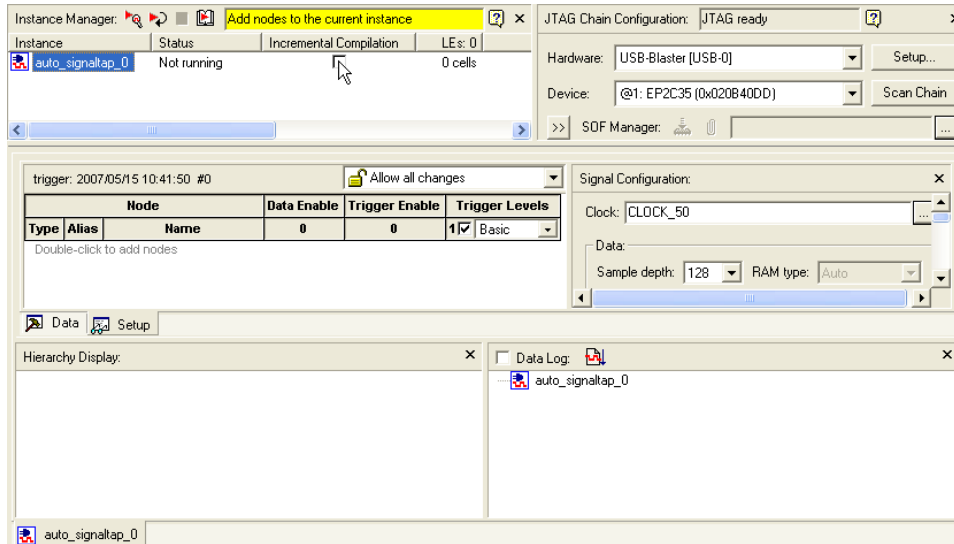 Instance Manager: Add nodes to the current instance
Instance Status Incremental Compilation LEs: 0
auto_signaltap_0 Not running 0 cells
JTAG Chain Configuration: JTAG ready
Hardware: USB-Blaster [USB-0] Setup...
Device: @1: EP2C35 (0x020B40DD) Scan Chain
>> SOF Manager: ...
trigger: 2007/05/15 10:41:50 #0 Allow all changes
Node Data Enable Trigger Enable Trigger Levels
Type Alias Name 0 0 1 Basic
Double-click to add nodes
Signal Configuration:
Clock: CLOCK_50 ...
Data:
Sample depth: 128 RAM type: Auto
Data Setup
Hierarchy Display:
Data Log:
auto_signaltap_0
auto_signaltap_0